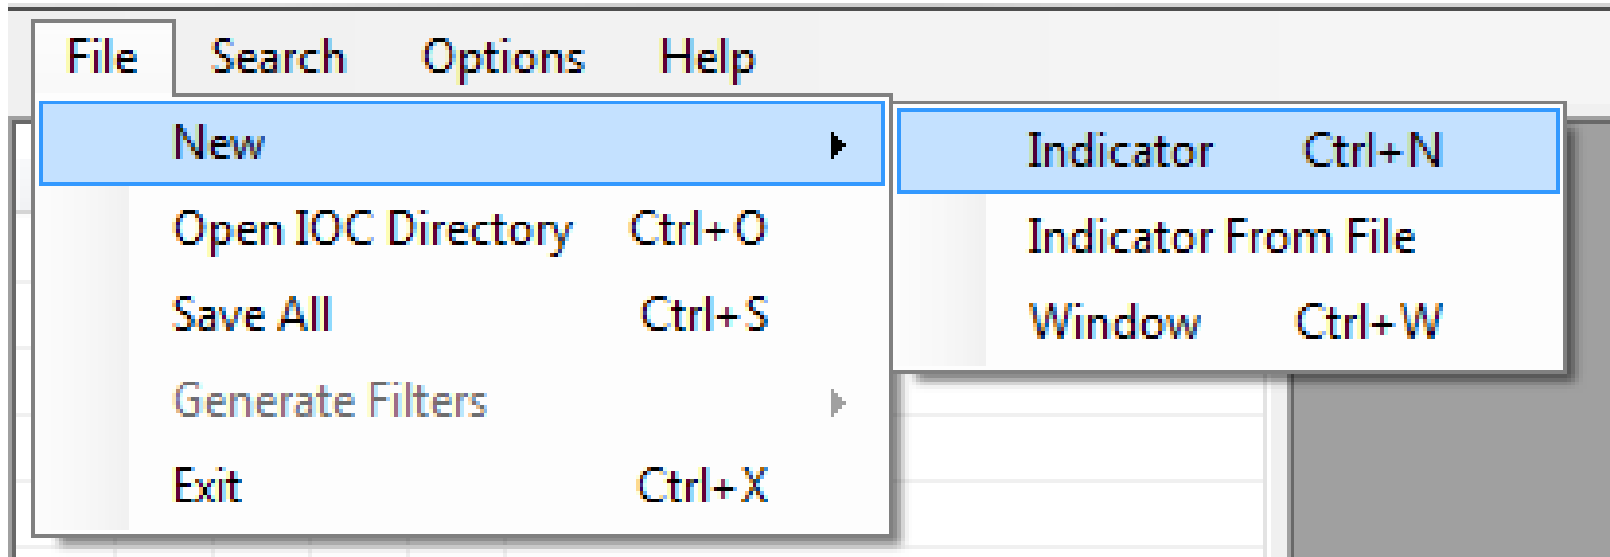 File Search Options Help
New
Indicator Ctrl+N
Open IOC Directory Ctrl+O
Indicator From File
Save All Ctrl+S
Window Ctrl+W
Generate Filters
Exit Ctrl+X